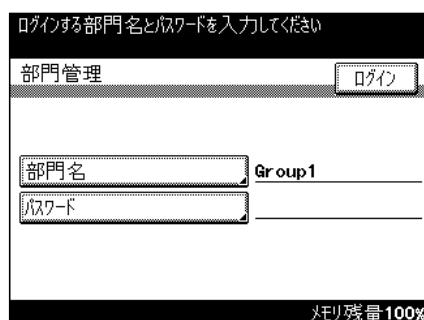 ログインする部門名とパスワードを入力してください
部門管理
ログイン
部門名 Group1
パスワード
メモリ残量100%